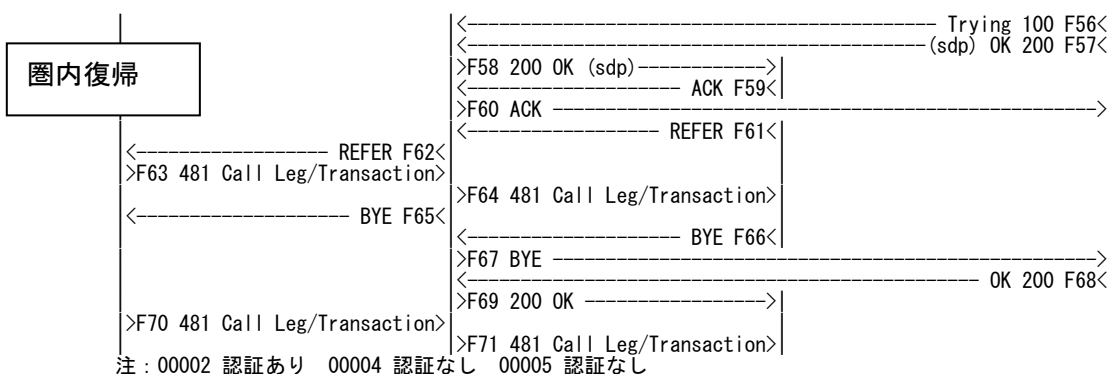 <----------------------------------------- Trying 100 F56<
<----------------------------------------(sdp) OK 200 F57<
圏内復帰
>F58 200 OK (sdp)------------>
<------------------- ACK F59<
>F60 ACK ------------------------------------------------->
<----------------- REFER F61<
<----------------- REFER F62<
>F63 481 Call Leg/Transaction>
>F64 481 Call Leg/Transaction>
<------------------- BYE F65<
<------------------- BYE F66<
>F67 BYE ------------------------------------------------->
<--------------------------------------------- OK 200 F68<
>F69 200 OK ----------------->
>F70 481 Call Leg/Transaction>
>F71 481 Call Leg/Transaction>
注：00002 認証あり　00004 認証なし　00005 認証なし